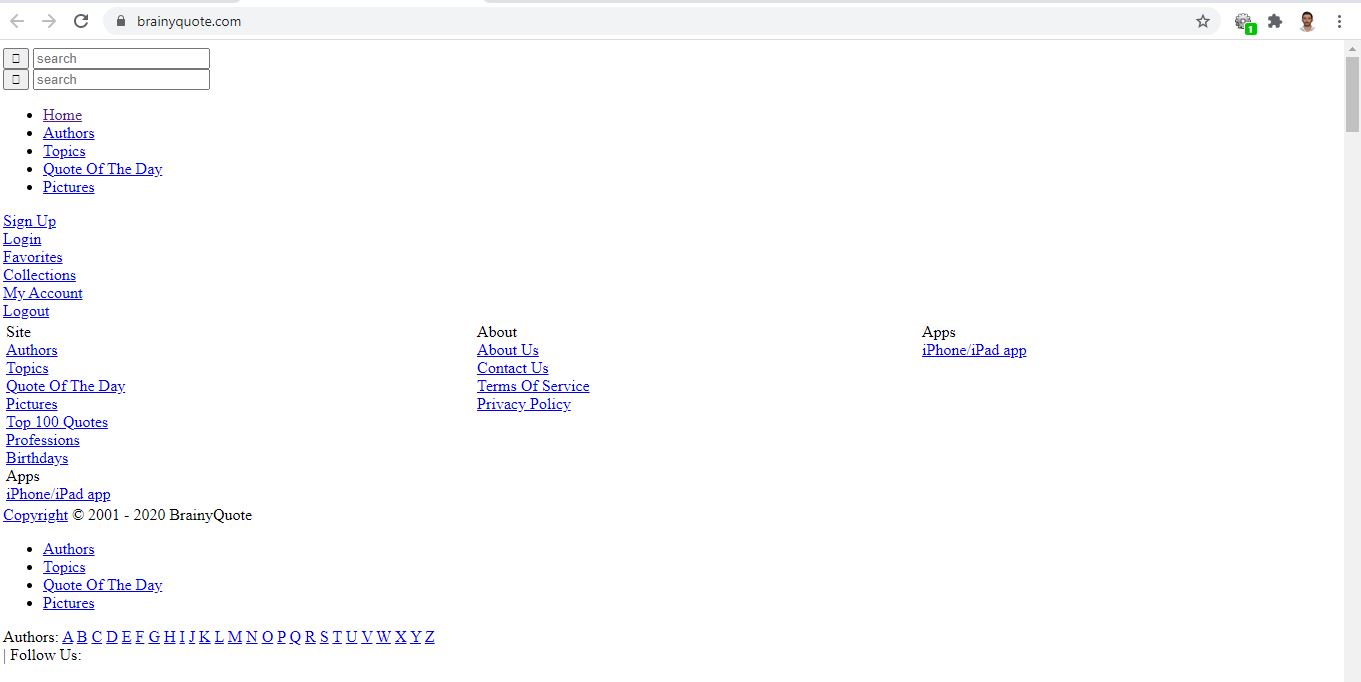 brainyquote.com
1
search
search
Home
Authors
Topics
Quote Of The Day
Pictures
Sign Up
Login
Favorites
Collections
My Account
Logout
Site
Authors
Topics
Quote Of The Day
Pictures
Top 100 Quotes
Professions
Birthdays
Apps
iPhone/iPad app
About
About Us
Contact Us
Terms Of Service
Privacy Policy
Apps
iPhone/iPad app
Copyright © 2001 - 2020 BrainyQuote
Authors
Topics
Quote Of The Day
Pictures
Authors: A B C D E F G H I J K L M N O P Q R S T U V W X Y Z
| Follow Us: